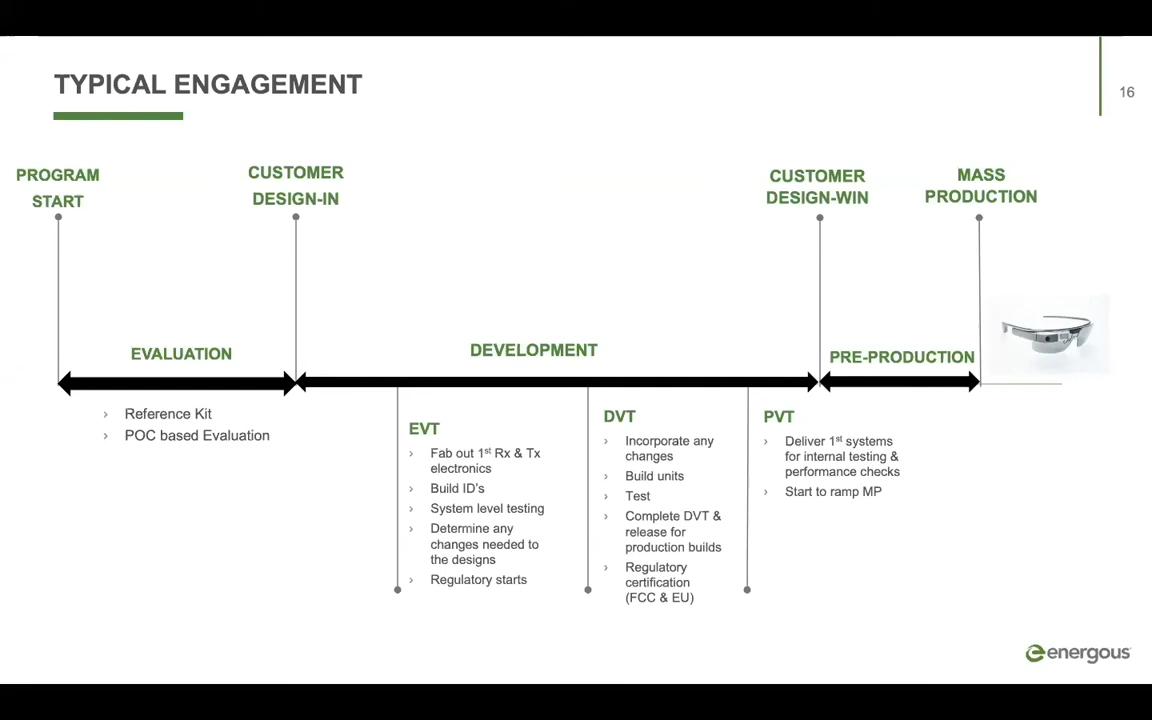 TYPICAL ENGAGEMENT
16
PROGRAM
START
CUSTOMER
DESIGN-IN
CUSTOMER
DESIGN-WIN
MASS
PRODUCTION
EVALUATION
DEVELOPMENT
PRE-PRODUCTION
› Reference Kit
› POC based Evaluation
EVT
› Fab out 1st Rx & Tx
electronics
› Build ID's
› System level testing
› Determine any
changes needed to
the designs
› Regulatory starts
DVT
› Incorporate any
changes
› Build units
› Test
› Complete DVT &
release for
production builds
› Regulatory
certification
(FCC & EU)
PVT
› Deliver 1st systems
for internal testing &
performance checks
› Start to ramp MP
energous